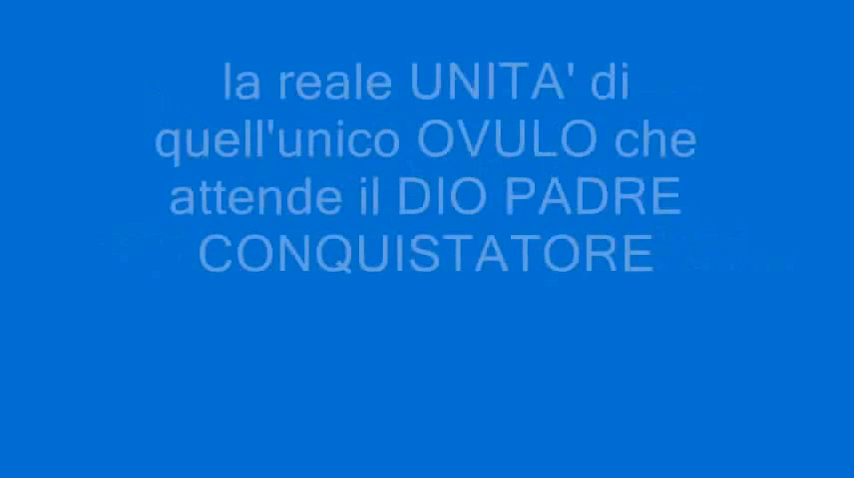 la reale UNITA' di
quell'unico OVULO che
attende il DIO PADRE
CONQUISTATORE